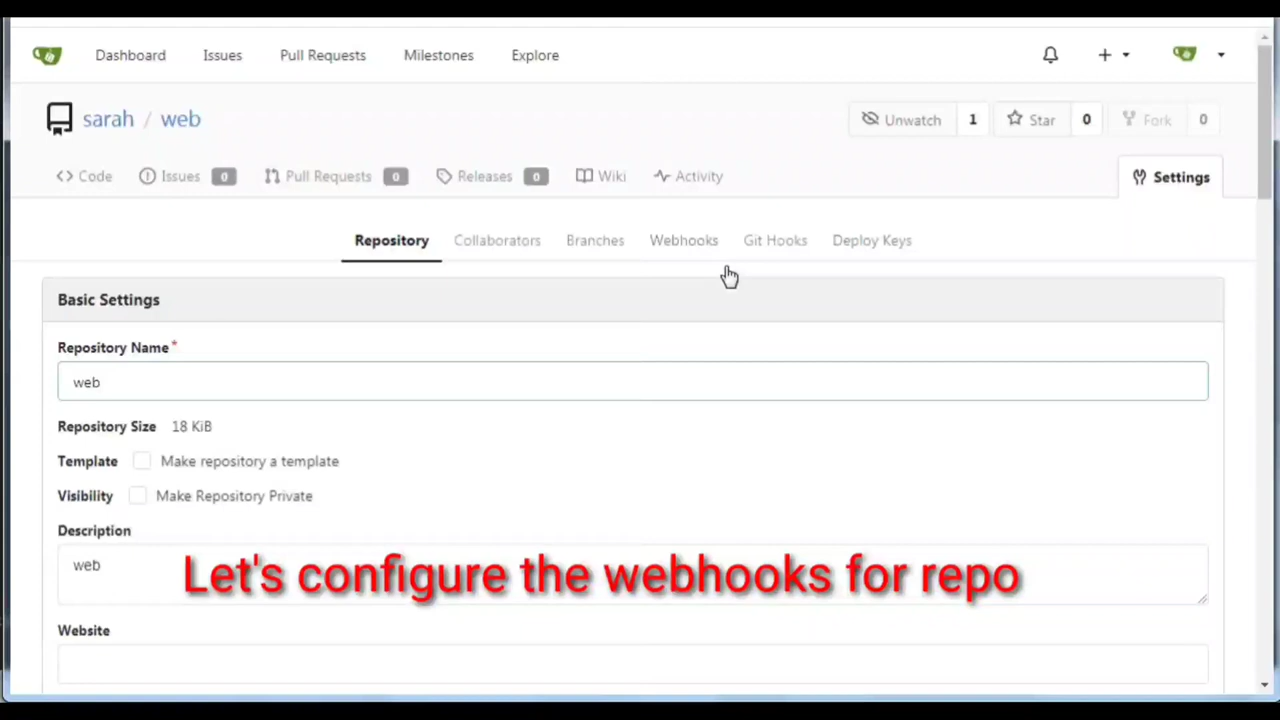 Dashboard Issues Pull Requests Milestones Explore
sarah / web Unwatch 1 Star 0 Fork 0
Code Issues 0 Pull Requests 0 Releases 0 Wiki Activity Settings
Repository Collaborators Branches Webhooks Git Hooks Deploy Keys
Basic Settings
Repository Name*
web
Repository Size 18 KiB
Template Make repository a template
Visibility Make Repository Private
Description
web
Let's configure the webhooks for repo
Website